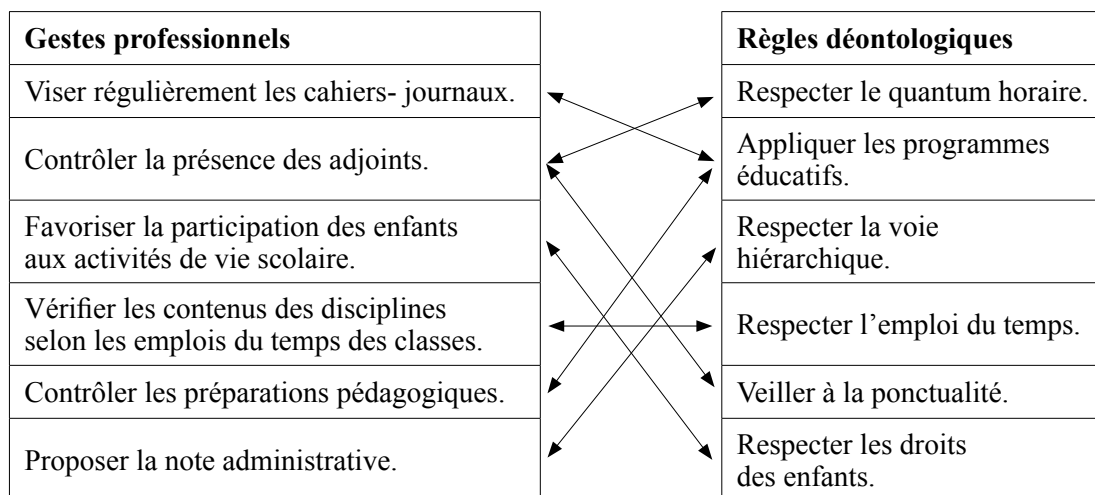 Gestes professionnels
Viser régulièrement les cahiers- journaux.
Contrôler la présence des adjoints.
Favoriser la participation des enfants
aux activités de vie scolaire.
Vérifier les contenus des disciplines
selon les emplois du temps des classes.
Contrôler les préparations pédagogiques.
Proposer la note administrative.
Règles déontologiques
Respecter le quantum horaire.
Appliquer les programmes
éducatifs.
Respecter la voie
hiérarchique.
Respecter l’emploi du temps.
Veiller à la ponctualité.
Respecter les droits
des enfants.